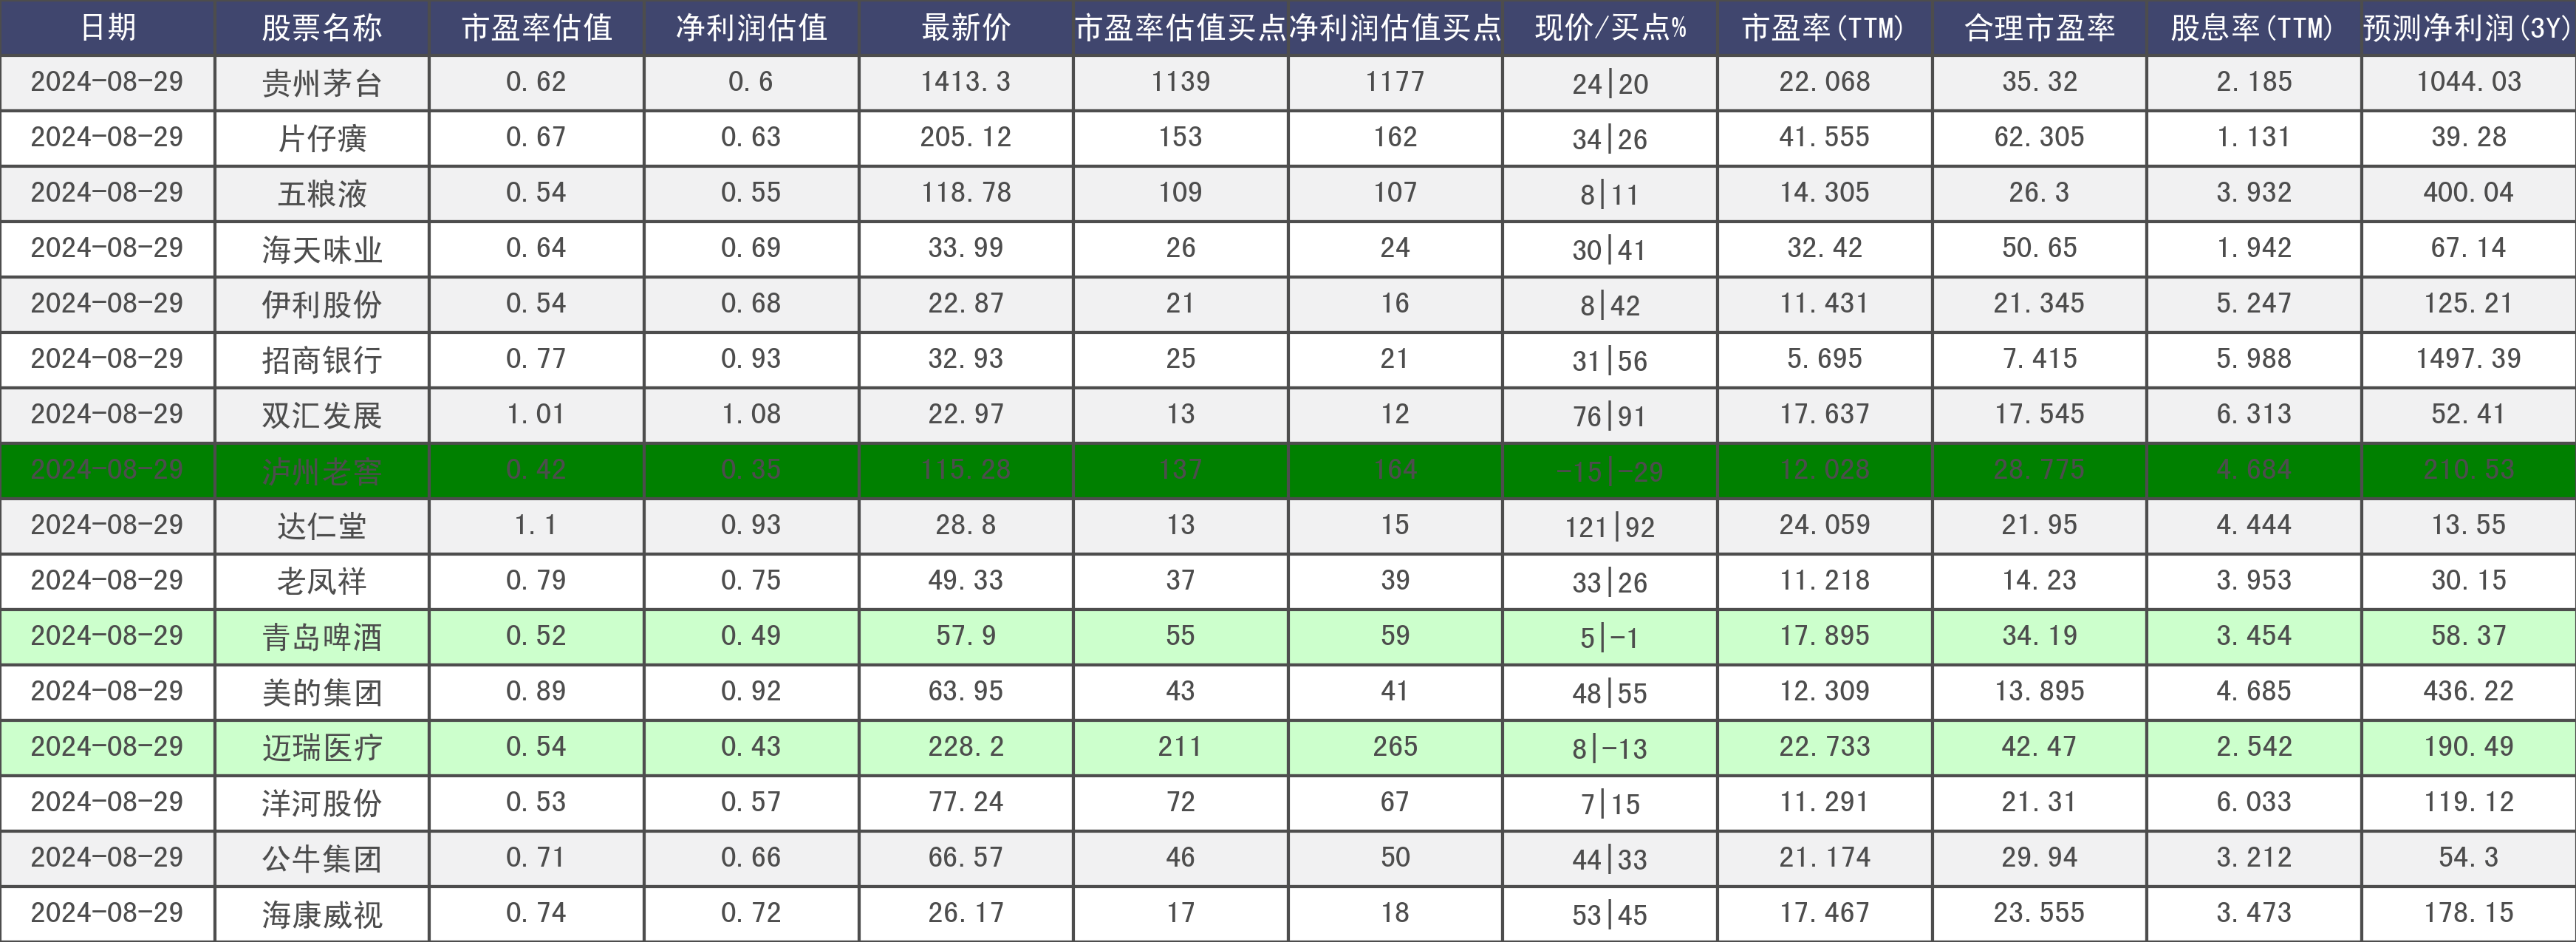 日期 股票名称 市盈率估值 净利润估值 最新价 市盈率估值买点 净利润估值买点 现价/买点% 市盈率(TTM) 合理市盈率 股息率(TTM) 预测净利润(3Y)
2024-08-29 贵州茅台 0.62 0.6 1413.3 1139 1177 24|20 22.068 35.32 2.185 1044.03
2024-08-29 片仔癀 0.67 0.63 205.12 153 162 34|26 41.555 62.305 1.131 39.28
2024-08-29 五粮液 0.54 0.55 118.78 109 107 8|11 14.305 26.3 3.932 400.04
2024-08-29 海天味业 0.64 0.69 33.99 26 24 30|41 32.42 50.65 1.942 67.14
2024-08-29 伊利股份 0.54 0.68 22.87 21 16 8|42 11.431 21.345 5.247 125.21
2024-08-29 招商银行 0.77 0.93 32.93 25 21 31|56 5.695 7.415 5.988 1497.39
2024-08-29 双汇发展 1.01 1.08 22.97 13 12 76|91 17.637 17.545 6.313 52.41
2024-08-29 泸州老窖 0.42 0.35 115.28 137 164 -15|-29 12.028 28.775 4.684 210.53
2024-08-29 达仁堂 1.1 0.93 28.8 13 15 121|92 24.059 21.95 4.444 13.55
2024-08-29 老凤祥 0.79 0.75 49.33 37 39 33|26 11.218 14.23 3.953 30.15
2024-08-29 青岛啤酒 0.52 0.49 57.9 55 59 5|-1 17.895 34.19 3.454 58.37
2024-08-29 美的集团 0.89 0.92 63.95 43 41 48|55 12.309 13.895 4.685 436.22
2024-08-29 迈瑞医疗 0.54 0.43 228.2 211 265 8|-13 22.733 42.47 2.542 190.49
2024-08-29 洋河股份 0.53 0.57 77.24 72 67 7|15 11.291 21.31 6.033 119.12
2024-08-29 公牛集团 0.71 0.66 66.57 46 50 44|33 21.174 29.94 3.212 54.3
2024-08-29 海康威视 0.74 0.72 26.17 17 18 53|45 17.467 23.555 3.473 178.15